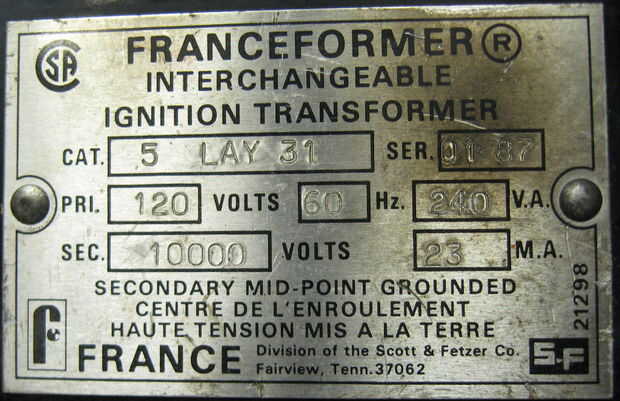 CSA
FRANCEFORMER®
INTERCHANGEABLE
IGNITION TRANSFORMER
CAT. 5 LAY 31 SER. 01 87
PRI. 120 VOLTS 60 Hz. 240 V.A.
SEC. 10000 VOLTS 23 M.A.
SECONDARY MID-POINT GROUNDED
CENTRE DE L'ENROULEMENT
HAUTE TENSION MIS A LA TERRE
21298
f FRANCE Division of the Scott & Fetzer Co. S-F
Fairview, Tenn.37062